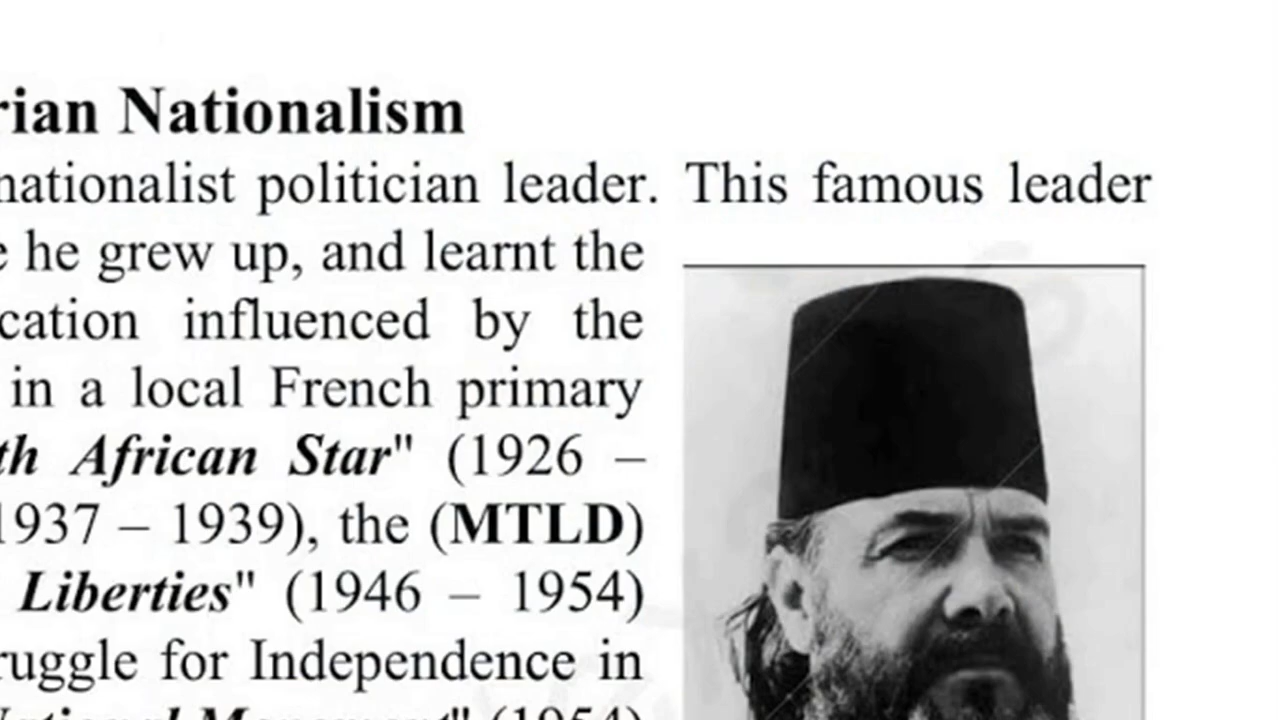 rian Nationalism
nationalist politician leader. This famous leader
he grew up, and learnt the
cation influenced by the
in a local French primary
th African Star" (1926 –
1937 – 1939), the (MTLD)
Liberties" (1946 – 1954)
ruggle for Independence in
(1954)